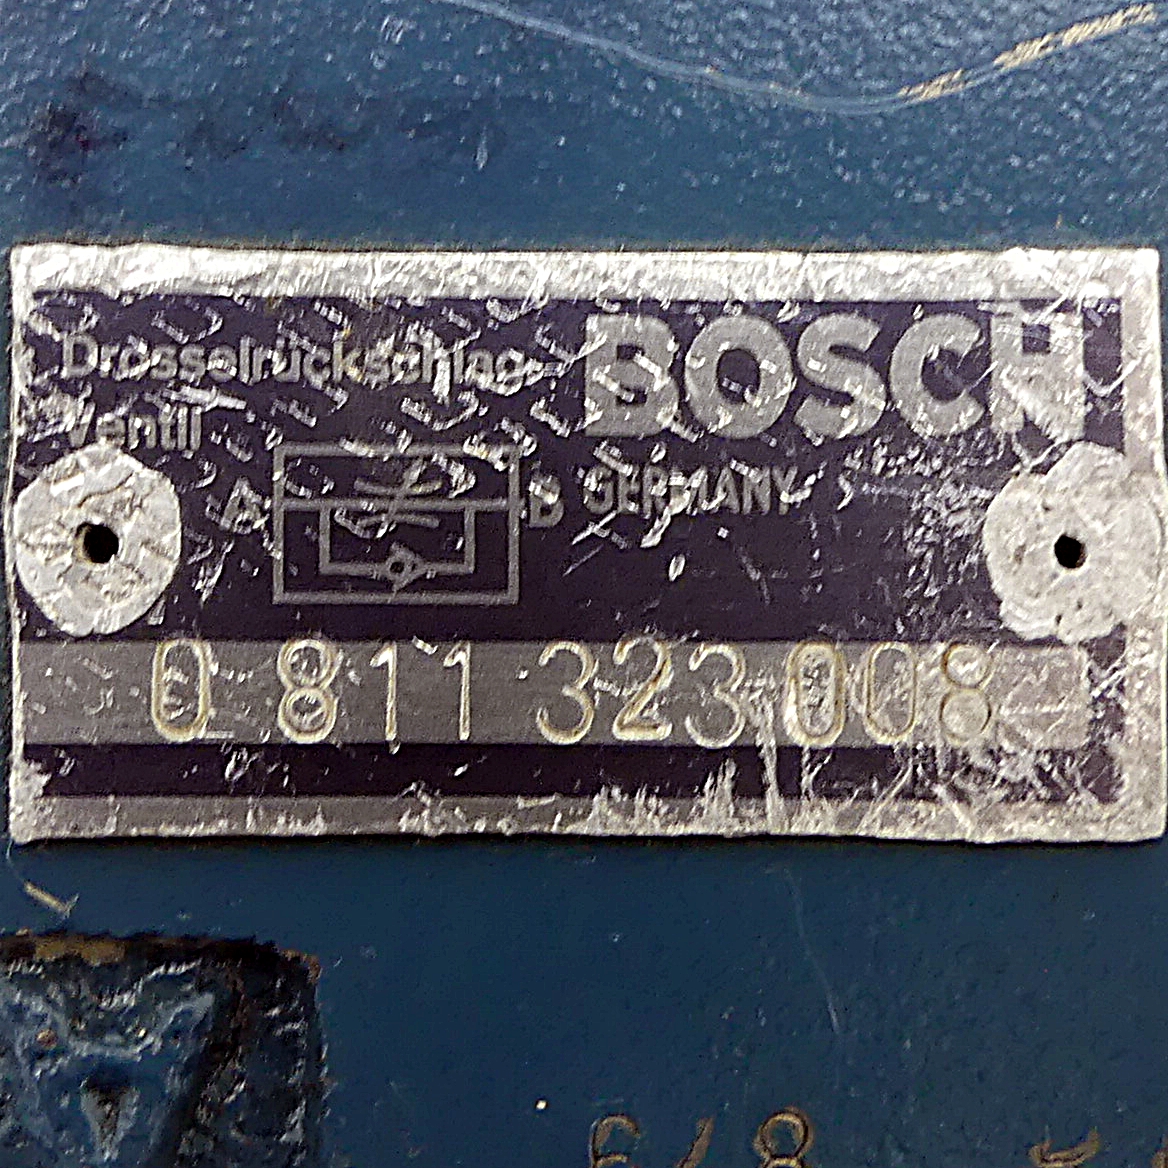 Drosselrückschlag-
Ventil
BOSCH
A B
GERMANY
0 811 323 008